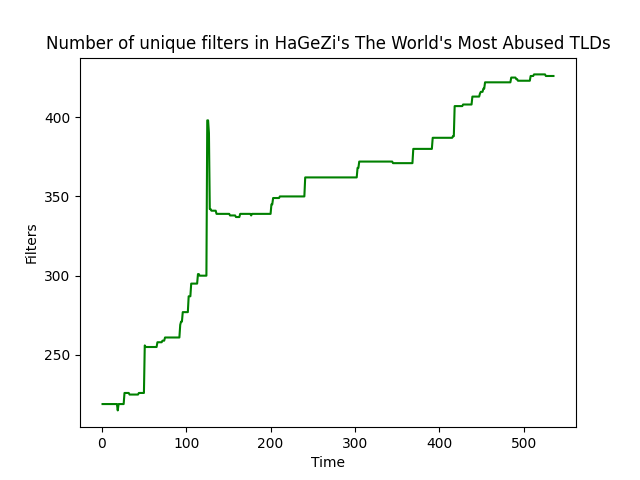 Number of unique filters in HaGeZi's The World's Most Abused TLDs
400
350
300
250
Filters
0 100 200 300 400 500
Time